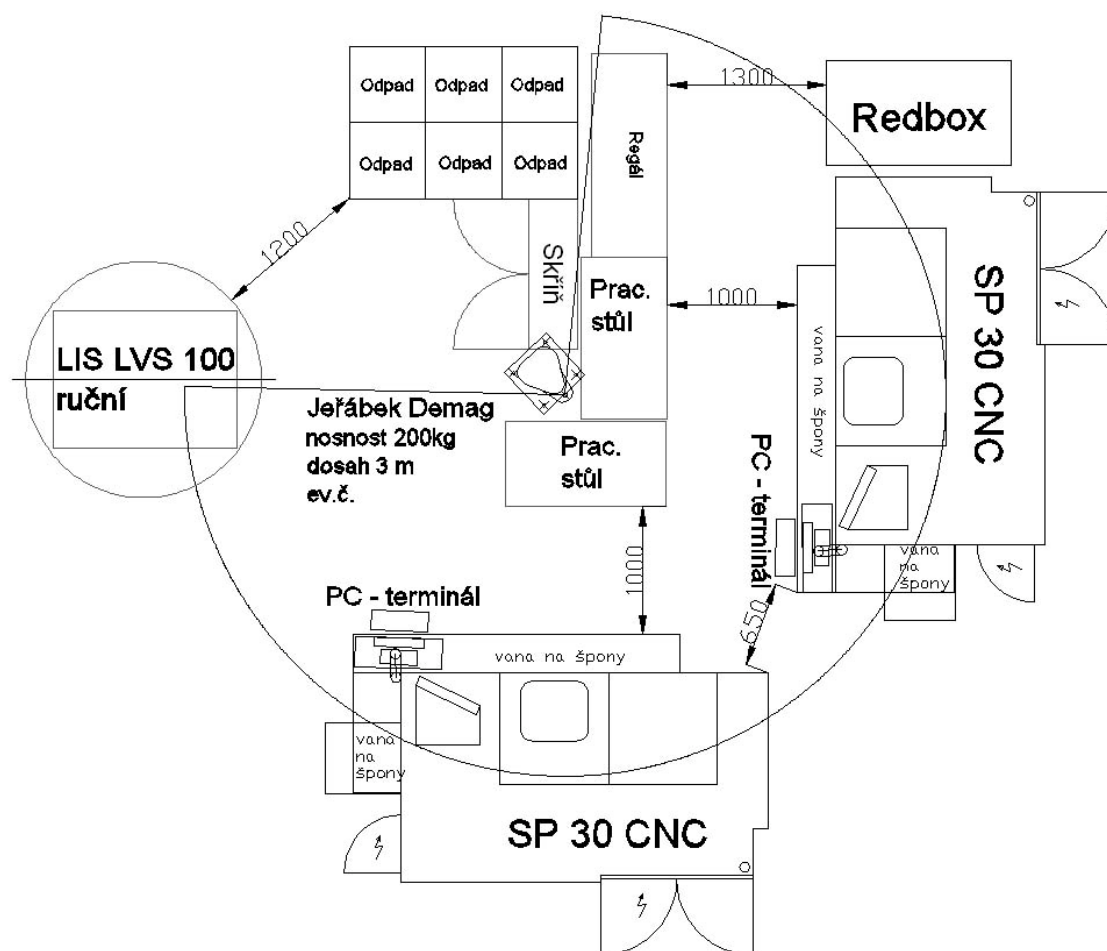 Odpad
Odpad
Odpad
Odpad
Odpad
Odpad
Regál
1300
Redbox
1200
Skříň
Prac.
stůl
1000
SP 30 CNC
vana na špony
LIS LVS 100
ruční
Jeřábek Demag
nosnost 200kg
dosah 3 m
ev.č.
Prac.
stůl
PC - terminál
vana
na
špony
1000
650
PC - terminál
vana na špony
vana
na
špony
SP 30 CNC